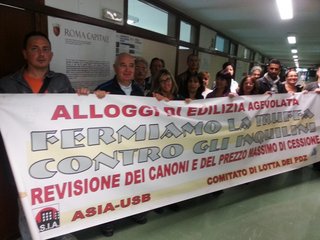 ROMA CAPITALE
ALLOGGI DI EDILIZIA AGEVOLATA
FERMIAMO LA TRUFFA
CONTRO GLI INQUILINI
REVISIONE DEI CANONI E DEL PREZZO MASSIMO DI CESSIONE
S.I.A
ASIA-USB
COMITATO DI LOTTA DEI PDZ